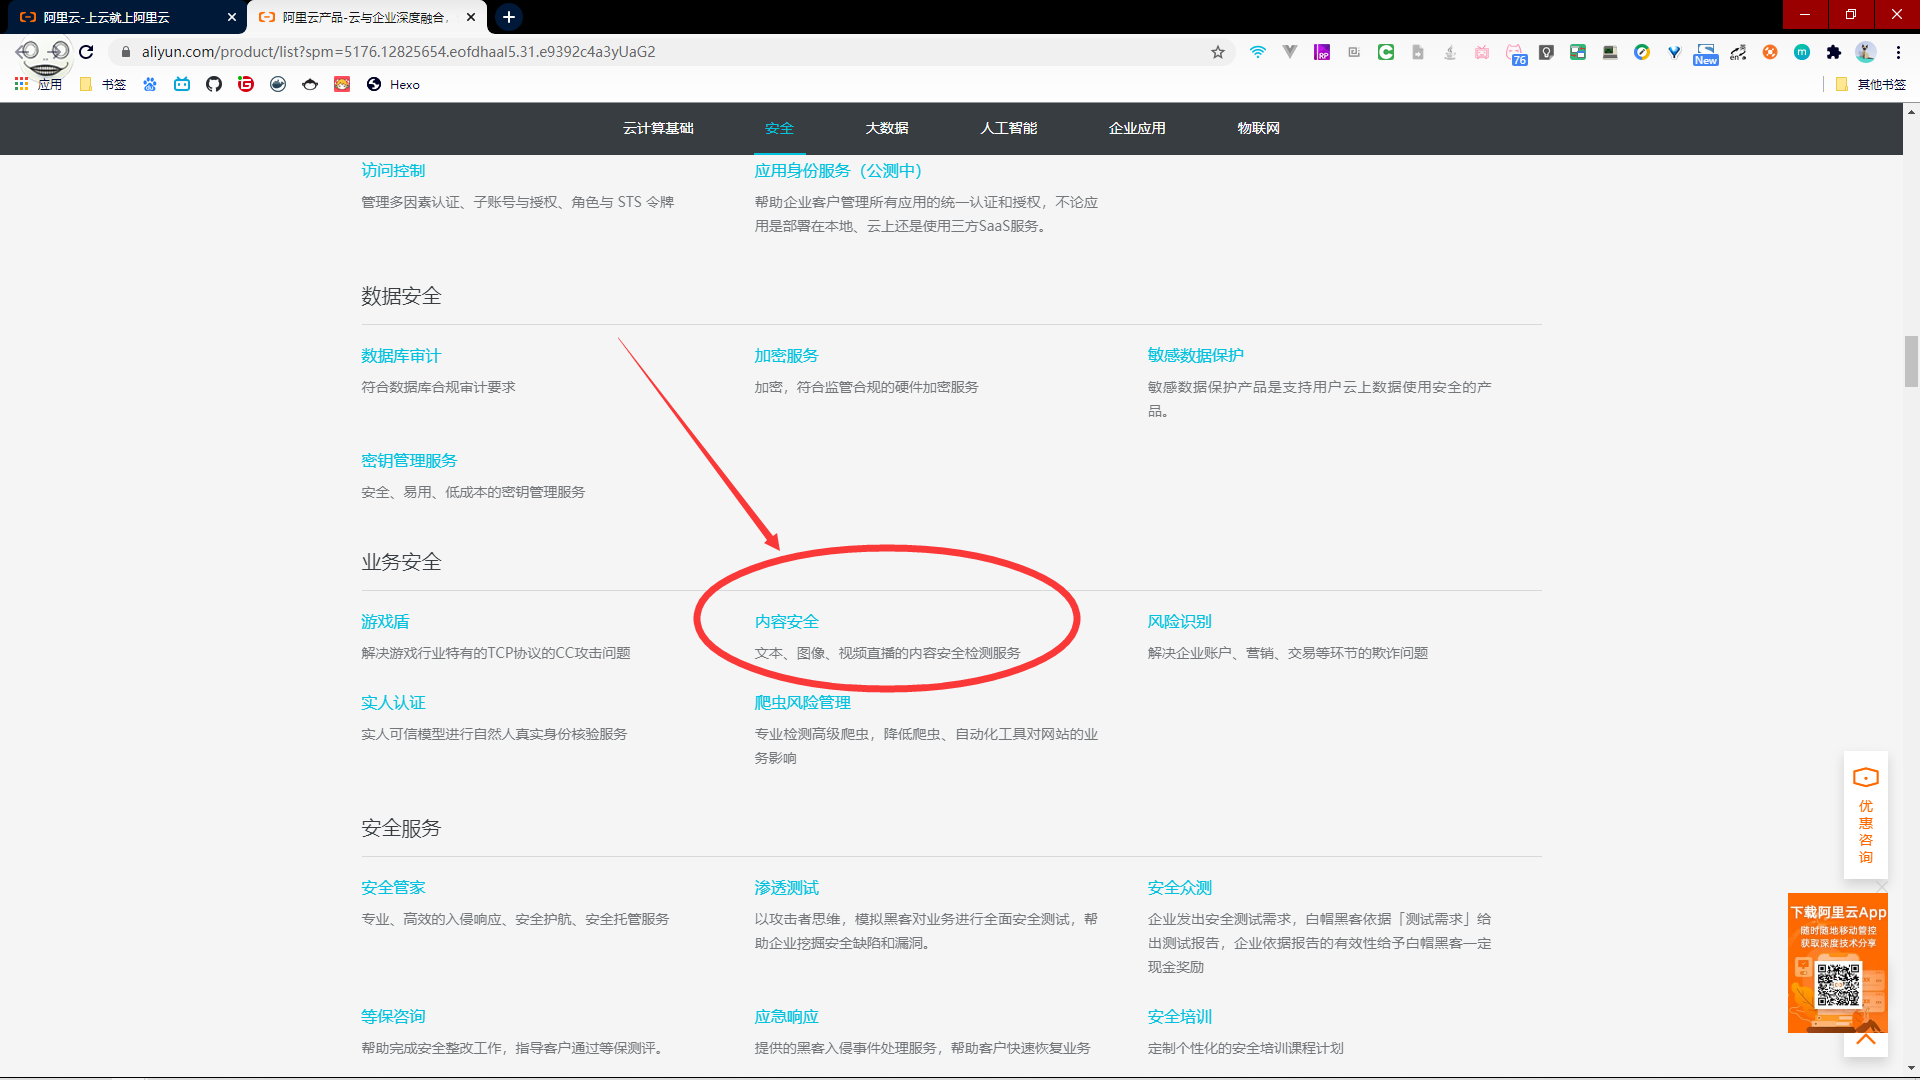 阿里云-上云就上阿里云
阿里云产品-云与企业深度融合,
aliyun.com/product/list?spm=5176.12825654.eofdhaal5.31.e9392c4a3yUaG2
76
New
应用
书签
Hexo
其他书签
云计算基础 安全 大数据 人工智能 企业应用 物联网
访问控制
管理多因素认证、子账号与授权、角色与 STS 令牌
应用身份服务（公测中）
帮助企业客户管理所有应用的统一认证和授权，不论应
用是部署在本地、云上还是使用三方SaaS服务。
数据安全
数据库审计
符合数据库合规审计要求
加密服务
加密，符合监管合规的硬件加密服务
敏感数据保护
敏感数据保护产品是支持用户云上数据使用安全的产
品。
密钥管理服务
安全、易用、低成本的密钥管理服务
业务安全
游戏盾
解决游戏行业特有的TCP协议的CC攻击问题
内容安全
文本、图像、视频直播的内容安全检测服务
风险识别
解决企业账户、营销、交易等环节的欺诈问题
实人认证
实人可信模型进行自然人真实身份核验服务
爬虫风险管理
专业检测高级爬虫，降低爬虫、自动化工具对网站的业
务影响
安全服务
安全管家
专业、高效的入侵响应、安全护航、安全托管服务
渗透测试
以攻击者思维，模拟黑客对业务进行全面安全测试，帮
助企业挖掘安全缺陷和漏洞。
安全众测
企业发出安全测试需求，白帽黑客依据「测试需求」给
出测试报告，企业依据报告的有效性给予白帽黑客一定
现金奖励
等保咨询
帮助完成安全整改工作，指导客户通过等保测评。
应急响应
提供的黑客入侵事件处理服务，帮助客户快速恢复业务
安全培训
定制个性化的安全培训课程计划
优
惠
咨
询
下载阿里云App
随时随地移动管控
获取深度技术分享